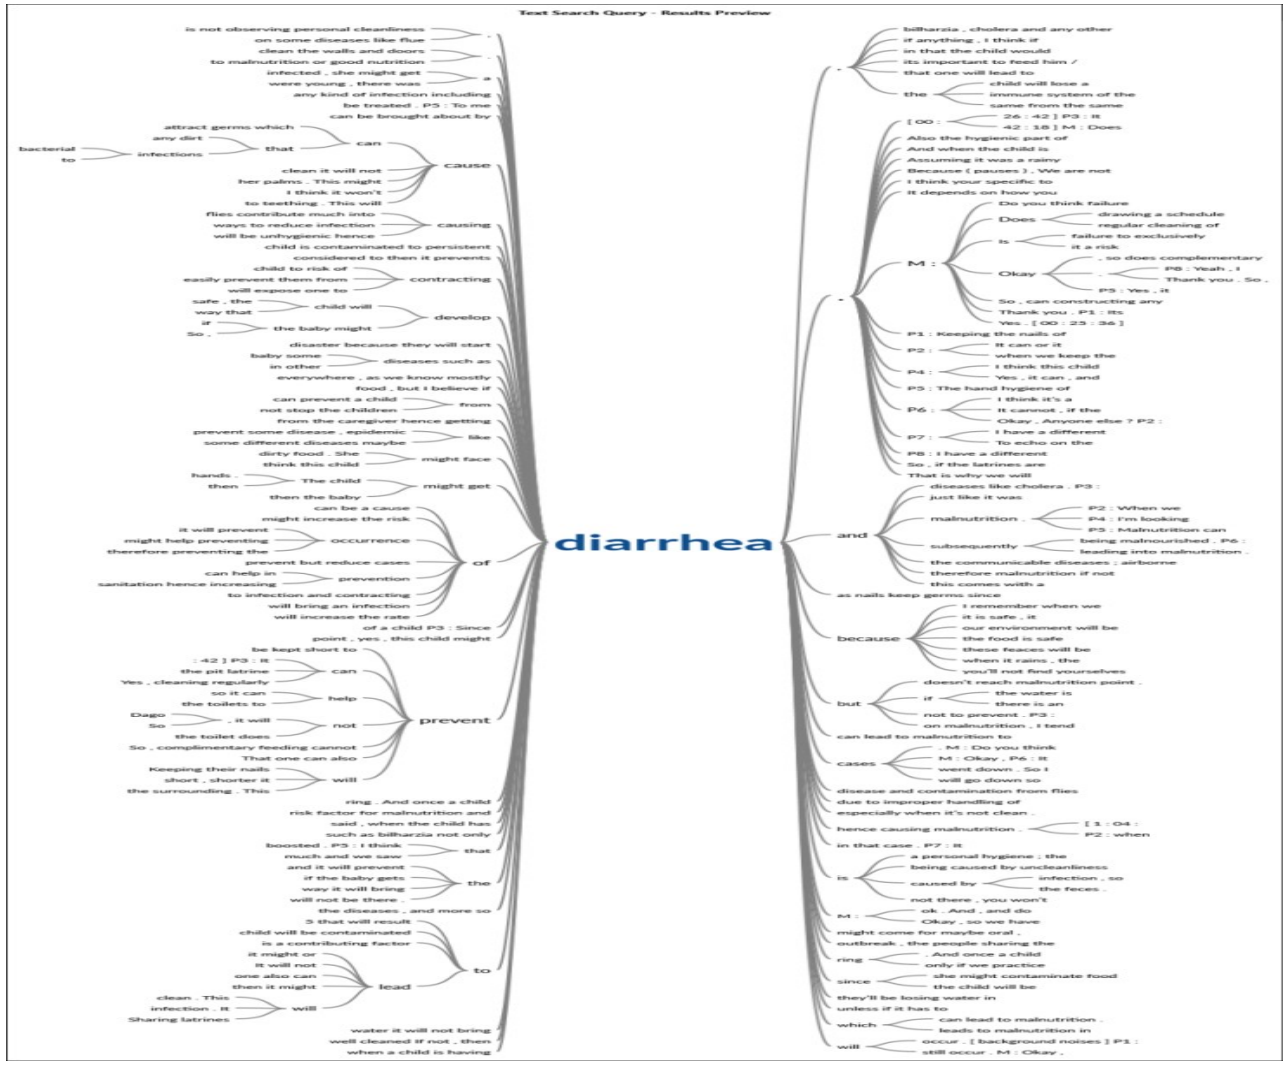 Text Search Query - Results Preview
is not observing personal cleanliness
on some diseases like flue
,
clean the walls and doors
to malnutrition or good nutrition
.
infected , she might get
were young , there was
a
any kind of infection including
be treated . P5 : To me
can be brought about by
attract germs which
any dirt
bacterial
to
infections
that
can
cause
clean it will not
her palms . This might
I think it won't
to teething . This will
flies contribute much into
ways to reduce infection
will be unhygienic hence
causing
child is contaminated to persistent
considered to then it prevents
child to risk of
easily prevent them from
will expose one to
contracting
safe , the
way that
child will
if
So ,
the baby might
develop
disaster because they will start
baby some
in other
diseases such as
everywhere , as we know mostly
food , but I believe if
can prevent a child
not stop the children
from
from the caregiver hence getting
prevent some disease , epidemic
some different diseases maybe
like
dirty food . She
think this child
might face
hands .
then
The child
then the baby
might get
can be a cause
might increase the risk
it will prevent
might help preventing
therefore preventing the
occurrence
prevent but reduce cases
can help in
sanitation hence increasing
prevention
to infection and contracting
will bring an infection
will increase the rate
of
of a child P3 : Since
point , yes , this child might
be kept short to
: 42 ] P3 : It
the pit latrine
Yes , cleaning regularly
can
so it can
the toilets to
help
Dago
So
, it will
the toilet does
not
So , complimentary feeding cannot
That one can also
Keeping their nails
short , shorter it
the surrounding . This
will
prevent
ring . And once a child
risk factor for malnutrition and
said , when the child has
such as bilharzia not only
boosted . P5 : I think
much and we saw
that
and it will prevent
if the baby gets
way it will bring
will not be there .
the
the diseases , and more so
5 that will result
child will be contaminated
is a contributing factor
it might or
It will not
one also can
then it might
clean . This
infection . It
Sharing latrines
will
lead
to
water it will not bring
well cleaned If not , then
when a child is having
diarrhea
,
bilharzia , cholera and any other
if anything , I think if
in that the child would
its important to feed him /
that one will lead to
the
child will lose a
immune system of the
same from the same
.
[ 00 :
26 : 42 ] P3 : It
42 : 18 ] M : Does
Also the hygienic part of
And when the child is
Assuming it was a rainy
Because ( pauses ) , We are not
I think your specific to
It depends on how you
M :
Do you think failure
Does
drawing a schedule
regular cleaning of
is
failure to exclusively
it a risk
Okay
, so does complementary
.
P8 : Yeah , I
Thank you . So ,
P5 : Yes , it
So , can constructing any
Thank you . P1 : Its
Yes . [ 00 : 25 : 36 ]
P1 : Keeping the nails of
P2 :
It can or it
when we keep the
P4 :
I think this child
Yes , it can , and
P5 : The hand hygiene of
P6 :
I think it's a
It cannot , if the
Okay , Anyone else ? P2 :
P7 :
I have a different
To echo on the
P8 : I have a different
So , if the latrines are
That is why we will
and
diseases like cholera . P3 :
just like it was
malnutrition .
P2 : When we
P4 : I'm looking
P5 : Malnutrition can
subsequently
being malnourished . P6 :
leading into malnutrition .
the communicable diseases ; airborne
therefore malnutrition if not
this comes with a
as nails keep germs since
because
I remember when we
it is safe , it
our environment will be
the food is safe
these feaces will be
when it rains , the
you'll not find yourselves
but
doesn't reach malnutrition point .
if
the water is
there is an
not to prevent . P3 :
on malnutrition , I tend
can lead to malnutrition to
cases
. M : Do you think
M : Okay , P6 : It
went down . So I
will go down so
disease and contamination from flies
due to improper handling of
especially when it's not clean .
hence causing malnutrition .
[ 1 : 04 :
P2 : when
in that case . P7 : It
is
a personal hygiene ; the
being caused by uncleanliness
caused by
infection , so
the feces .
not there , you won't
M :
ok . And , and do
Okay , so we have
might come for maybe oral ,
outbreak , the people sharing the
ring
. And once a child
only if we practice
since
she might contaminate food
the child will be
they'll be losing water in
unless if it has to
which
can lead to malnutrition .
leads to malnutrition in
will
occur . [ background noises ] P1 :
still occur . M : Okay ,